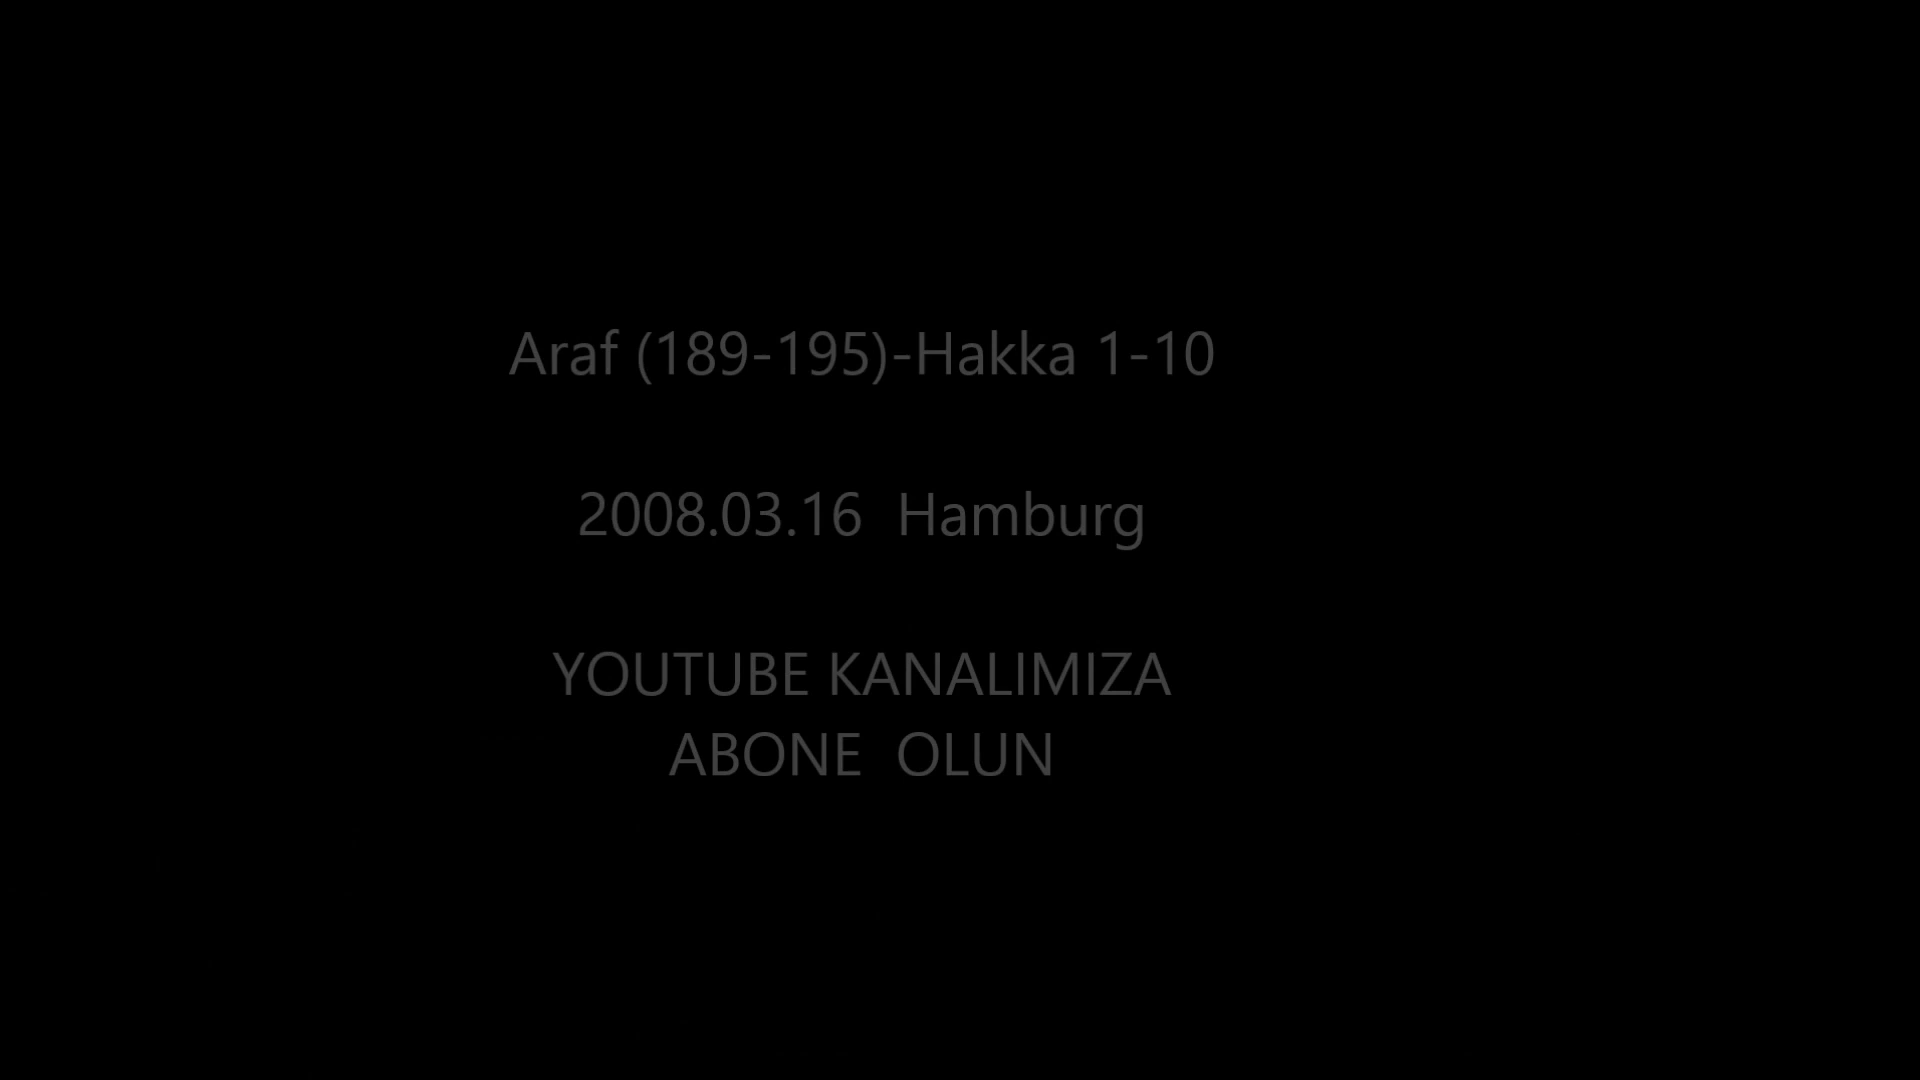 Araf (189-195)-Hakka 1-10
2008.03.16  Hamburg
YOUTUBE KANALIMIZA
ABONE  OLUN